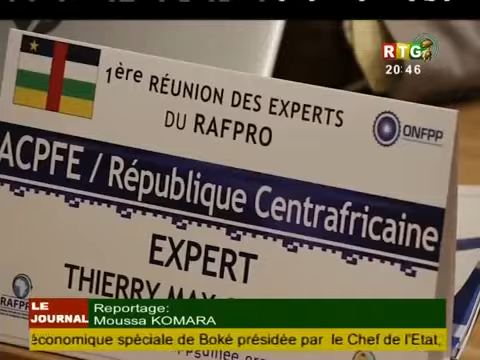 RTG
20:46
1ère RÉUNION DES EXPERTS
DU RAFPRO
ONFPP
ACPFE / République Centrafricaine
EXPERT
THIERRY
RAFPR
LE JOURNAL
Reportage:
Moussa KOMARA
économique spéciale de Boké présidée par le Chef de l'Etat,